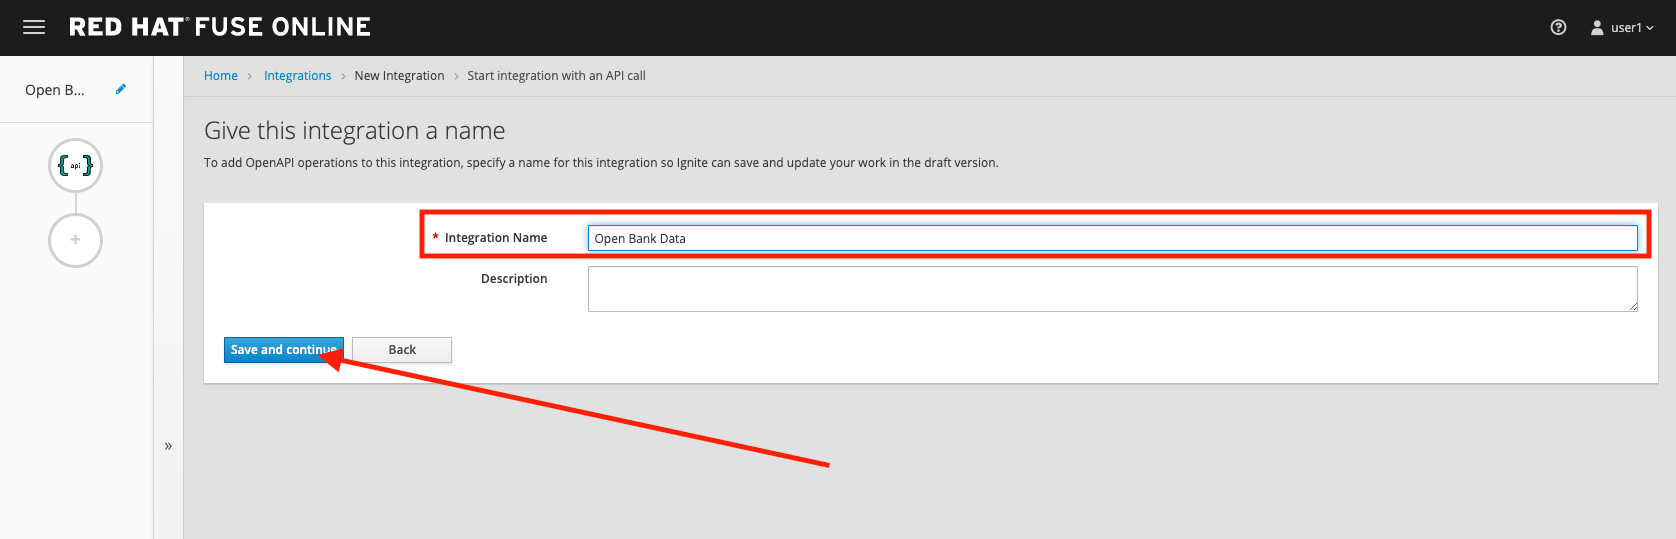 RED HAT® FUSE ONLINE
user1
Home > Integrations > New Integration > Start integration with an API call
Open B...
api
Give this integration a name
To add OpenAPI operations to this integration, specify a name for this integration so Ignite can save and update your work in the draft version.
* Integration Name
Open Bank Data
Description
Save and continue
Back
»